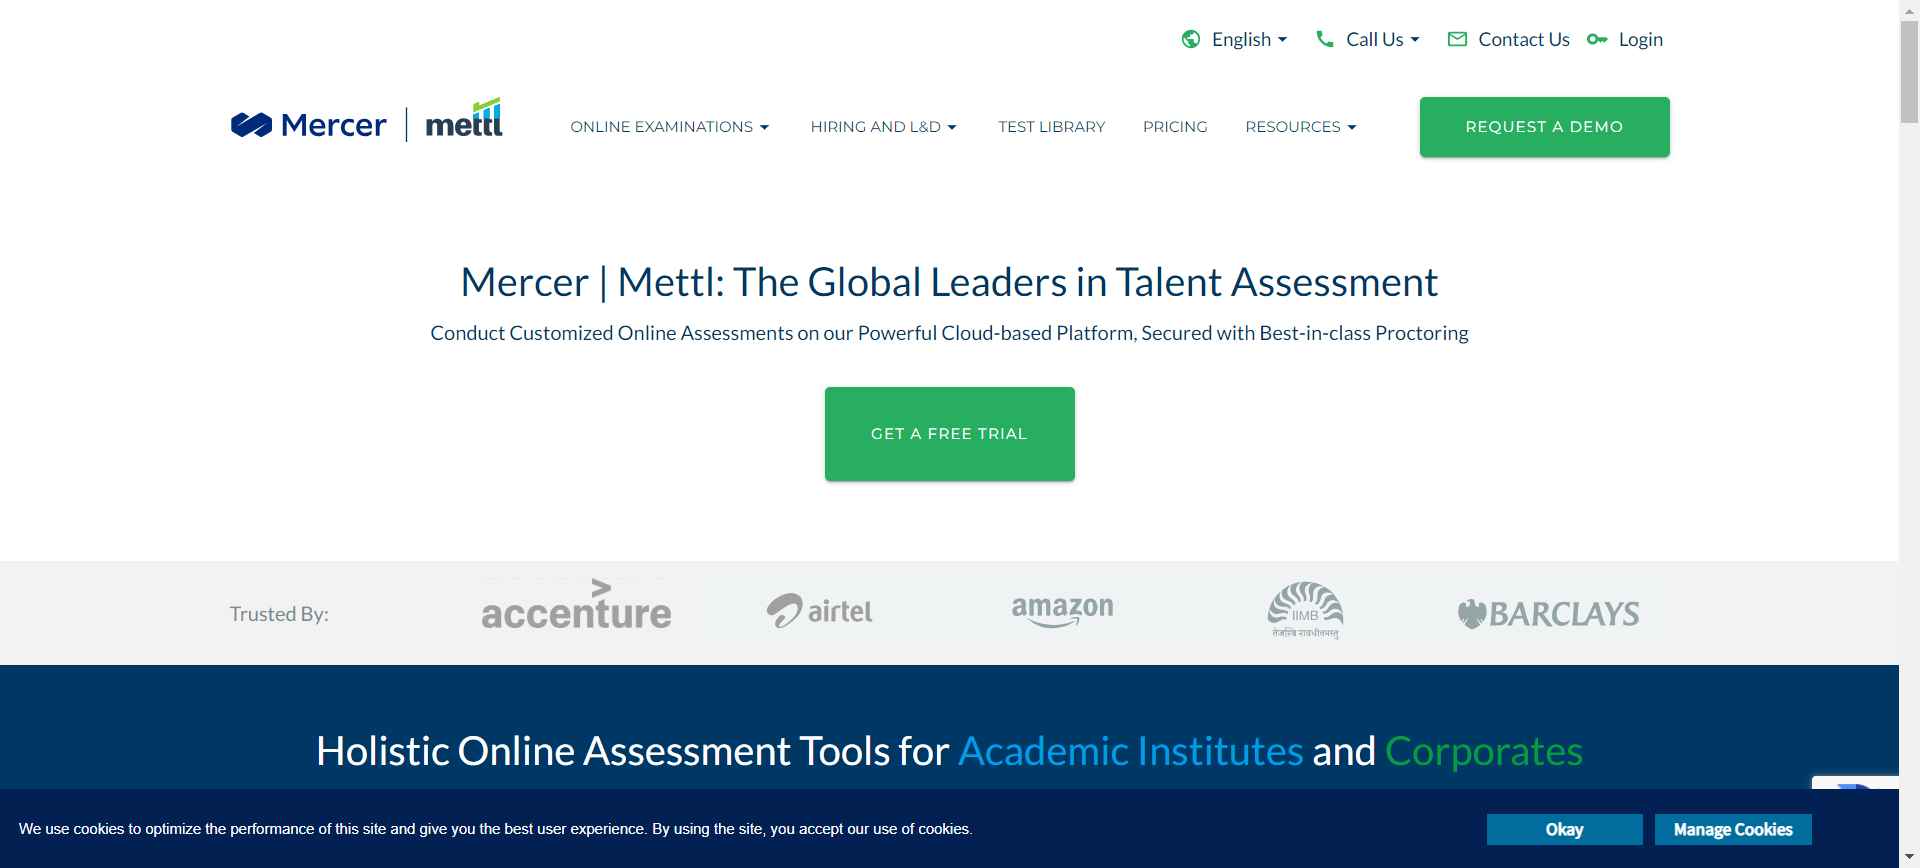 English
Call Us
Contact Us
Login
Mercer
mettl
ONLINE EXAMINATIONS
HIRING AND L&D
TEST LIBRARY
PRICING
RESOURCES
REQUEST A DEMO
Mercer | Mettl: The Global Leaders in Talent Assessment
Conduct Customized Online Assessments on our Powerful Cloud-based Platform, Secured with Best-in-class Proctoring
GET A FREE TRIAL
Trusted By:
accenture
airtel
amazon
IIMB
BARCLAYS
Holistic Online Assessment Tools for Academic Institutes and Corporates
We use cookies to optimize the performance of this site and give you the best user experience. By using the site, you accept our use of cookies.
Okay
Manage Cookies